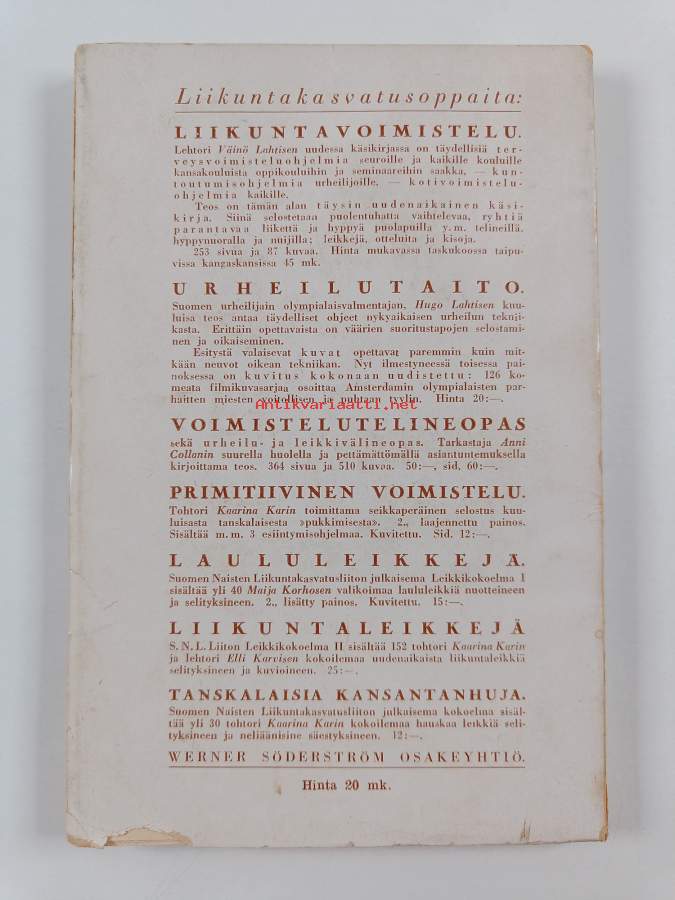 Liikuntakasvatusoppaita:
LIIKUNTAVOIMISTELU.
Lehtori Väinö Lahtisen uudessa käsikirjassa on täydellisiä ter-
veysvoimisteluohjelmia seuroille ja kaikille kouluille
kansakouluista oppikouluihin ja seminaareihin saakka, — kun-
toutumisohjelmia urheilijoille, — kotivoimistelu-
ohjelmia kaikille.
Teos on tämän alan täysin uudenaikainen käsi-
kirja. Siinä selostetaan puolentuhatta vaihtelevaa, ryhtiä
parantavaa liikettä ja hyppyä puolapuilla y. m. telineillä,
hyppynuoralla ja nuijilla; leikkejä, otteluita ja kisoja.
253 sivua ja 87 kuvaa. Hinta mukavassa taskukoossa taipu-
vissa kangaskansissa 45 mk.
URHEILUTAITO.
Suomen urheilijain olympialaisvalmentajan, Hugo Lahtisen kuu-
luisa teos antaa täydelliset ohjeet nykyaikaisen urheilun teknii-
kasta. Erittäin opettavaista on väärien suoritustapojen selostami-
nen ja oikaiseminen.
Esitystä valaisevat kuvat opettavat paremmin kuin mit-
kään neuvot oikean tekniikan. Nyt ilmestyneessä toisessa pai-
noksessa on kuvitus kokonaan uudistettu: 126 ko-
meata filmikuvasarjaa osoittaa Amsterdamin olympialaisten par-
haitten miesten voitollisen ja puhtaan tyylin. Hinta 20:—.
Antikvariaatti.net
VOIMISTELUTELINEOPAS
sekä urheilu- ja leikkivälineopas. Tarkastaja Anni
Collanin suurella huolella ja pettämättömällä asiantuntemuksella
kirjoittama teos. 364 sivua ja 510 kuvaa. 50:—, sid. 60:—.
PRIMITIIVINEN VOIMISTELU.
Tohtori Kaarina Karin toimittama seikkaperäinen selostus kuu-
luisasta tanskalaisesta »pukkimisesta». 2., laajennettu painos.
Sisältää m. m. 3 esiintymisohjelmaa. Kuvitettu. Sid. 12:—.
LAULULEIKKEJÄ.
Suomen Naisten Liikuntakasvatusliiton julkaisema Leikkikokoelma I
sisältää yli 40 Maija Korhosen valikoimaa laululeikkiä nuotteineen
ja selityksineen. 2., lisätty painos. Kuvitettu. 15:—.
LIIKUNTALEIKKEJÄ
S. N. L. Liiton Leikkikokoelma II sisältää 152 tohtori Kaarina Karin
ja lehtori Elli Karvisen kokoilemaa uudenaikaista liikuntaleikkiä
selityksineen ja kuvioineen. 25:—.
TANSKALAISIA KANSANTANHUJA.
Suomen Naisten Liikuntakasvatusliiton julkaisema kokoelma sisäl-
tää yli 30 tohtori Kaarina Karin kokoilemaa hauskaa leikkiä seli-
tyksineen ja neliäänisine säestyksineen. 12:—.
WERNER SÖDERSTRÖM OSAKEYHTIÖ.
Hinta 20 mk.